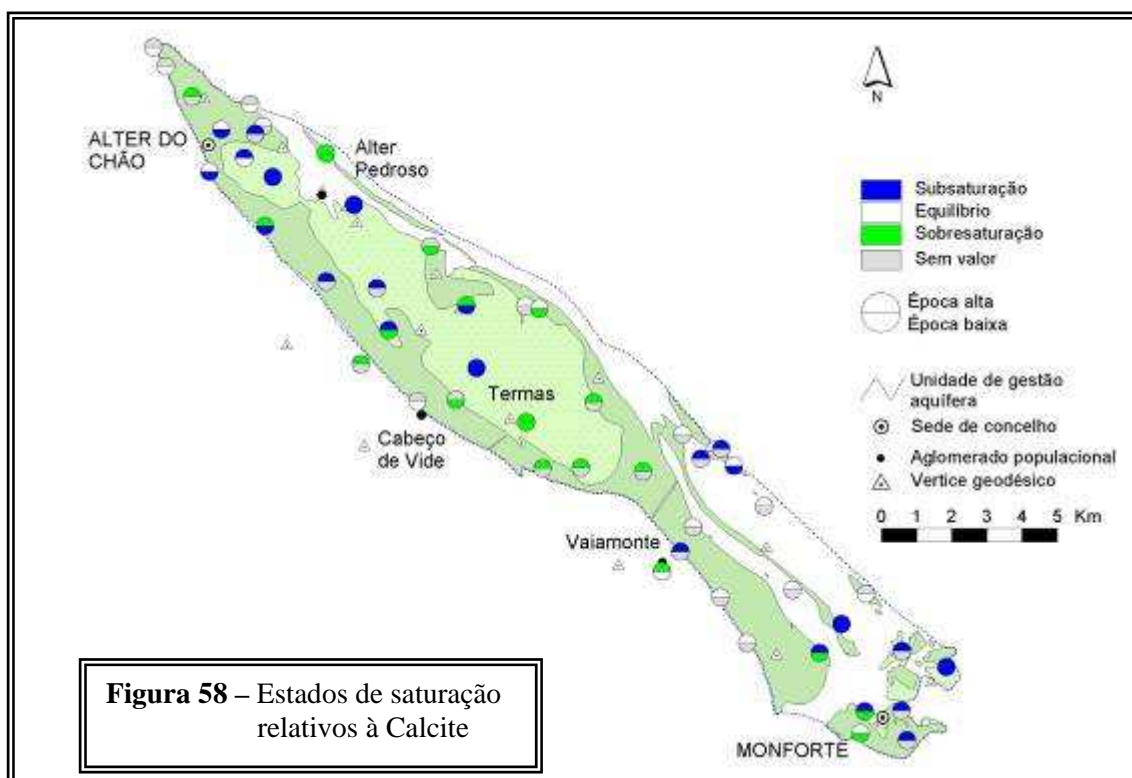 ALTER DO
CHÃO
Alter
Pedroso
Termas
Cabeço
de Vide
Vaiamonte
MONFORTE
N
Subsaturação
Equilíbrio
Sobresaturação
Sem valor
Época alta
Época baixa
Unidade de gestão
aquífera
Sede de concelho
Aglomerado populacional
Vertice geodésico
0 1 2 3 4 5 Km
Figura 58 – Estados de saturação
relativos à Calcite